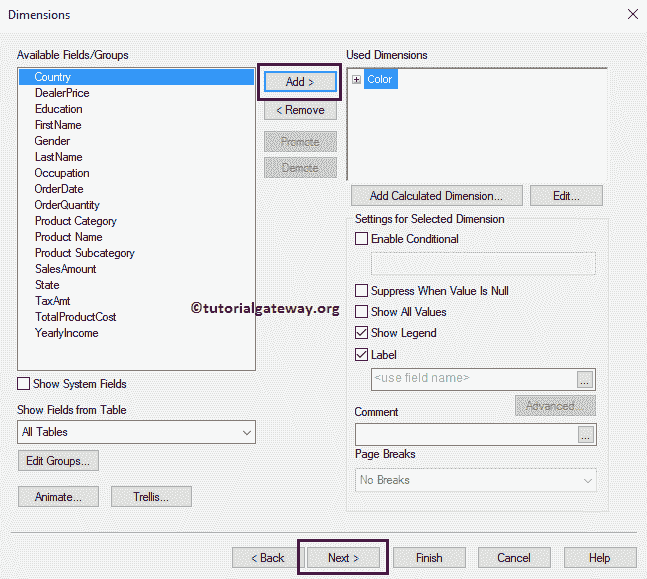 Dimensions
Available Fields/Groups
Country
DealerPrice
Education
FirstName
Gender
LastName
Occupation
OrderDate
OrderQuantity
Product Category
Product Name
Product Subcategory
SalesAmount
State
TaxAmt
TotalProductCost
YearlyIncome
Show System Fields
Show Fields from Table
All Tables
Edit Groups...
Animate...
Trellis...
Add >
< Remove
Promote
Demote
©tutorialgateway.org
Used Dimensions
Color
Add Calculated Dimension...
Edit...
Settings for Selected Dimension
Enable Conditional
Suppress When Value Is Null
Show All Values
Show Legend
Label
<use field name>
...
Advanced...
Comment
...
Page Breaks
No Breaks
< Back
Next >
Finish
Cancel
Help